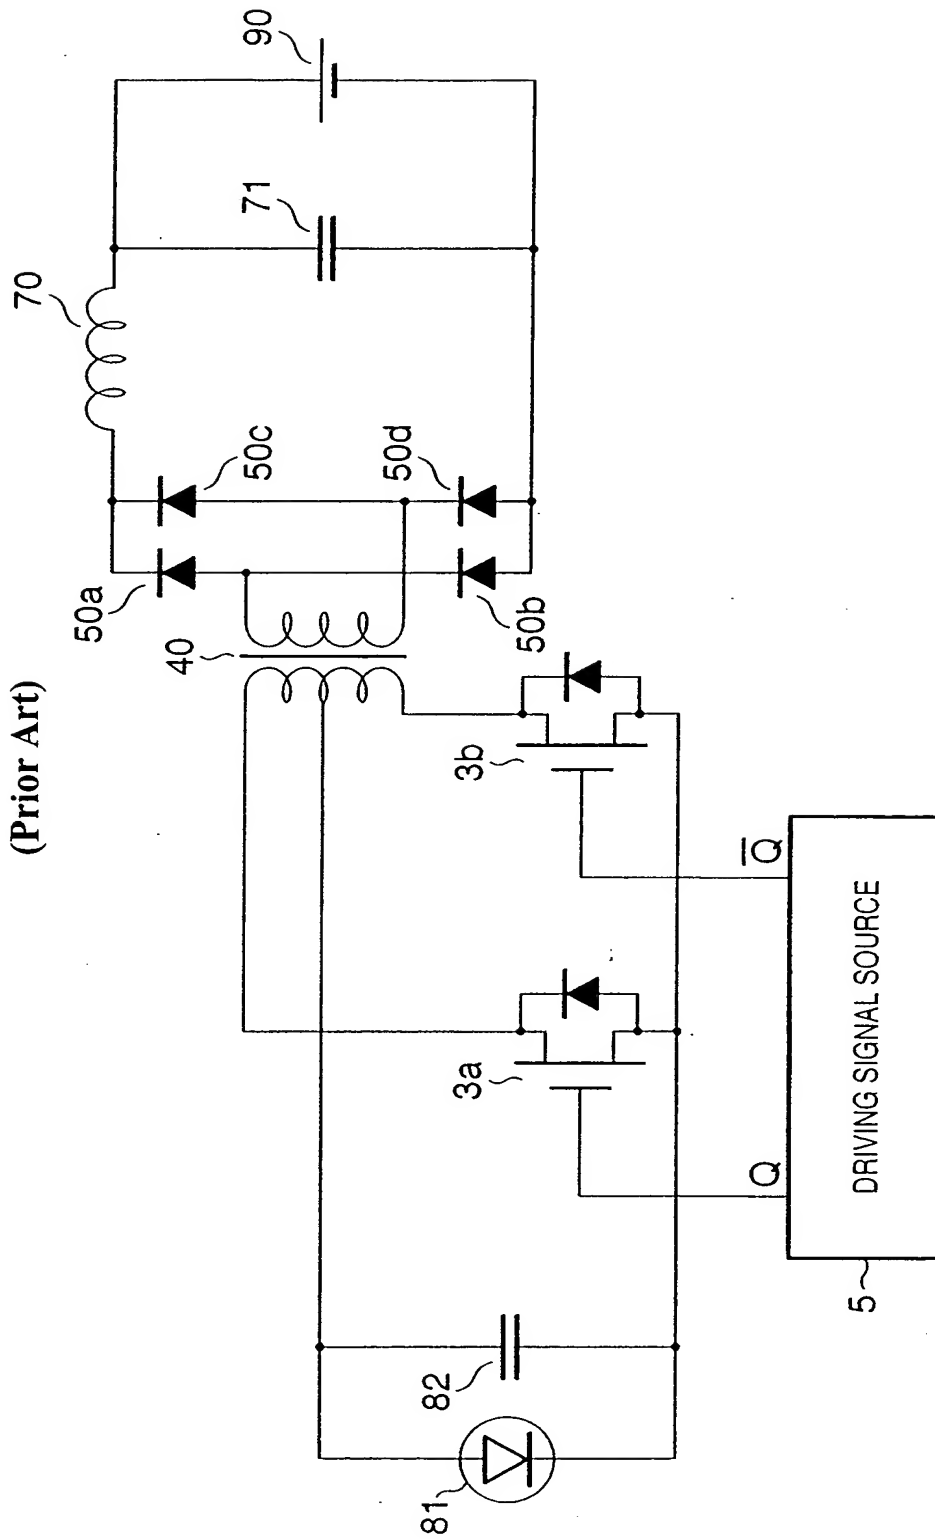 (Prior Art)
90
71
70
50c
50d
50a
50b
40
3b
3a
Q
Q̅
DRIVING SIGNAL SOURCE
5
82
81